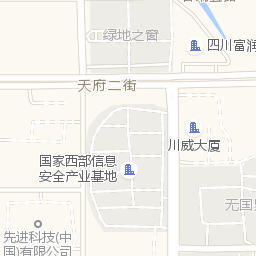 绿地之窗
四川富润
天府二街
川威大厦
国家西部信息
安全产业基地
无国
先进科技(中
国)有限公司